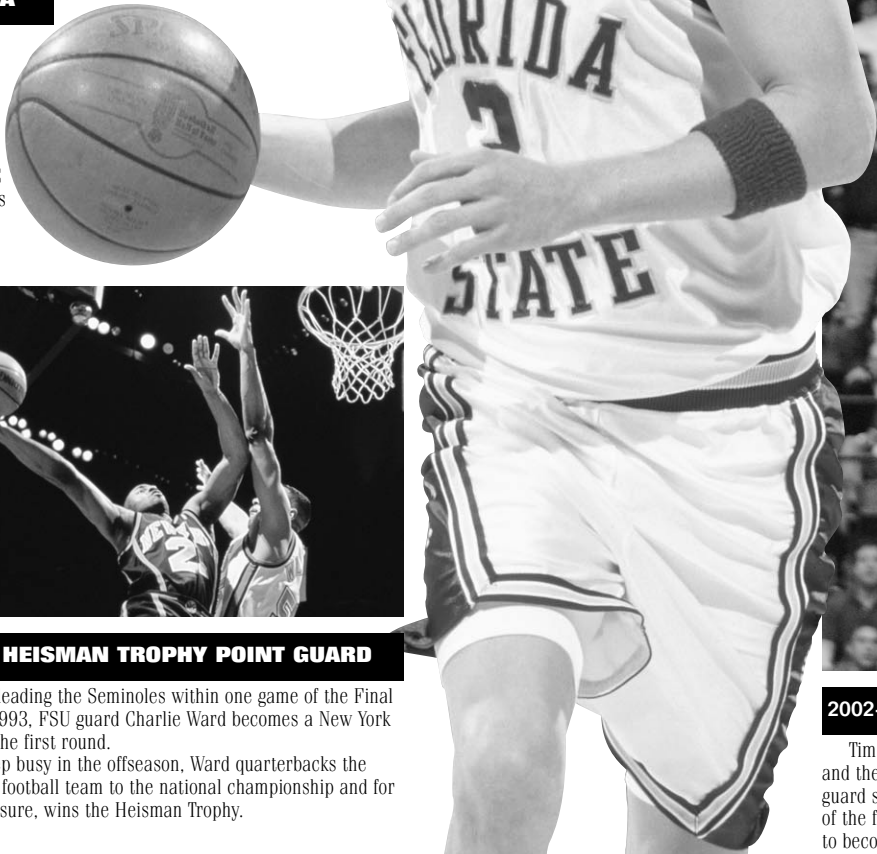 A
s
FLORIDA
STATE
2
HEISMAN TROPHY POINT GUARD
eading the Seminoles within one game of the Final
993, FSU guard Charlie Ward becomes a New York
he first round.
p busy in the offseason, Ward quarterbacks the
football team to the national championship and for
sure, wins the Heisman Trophy.
2002-
Tim
and the
guard s
of the f
to beco